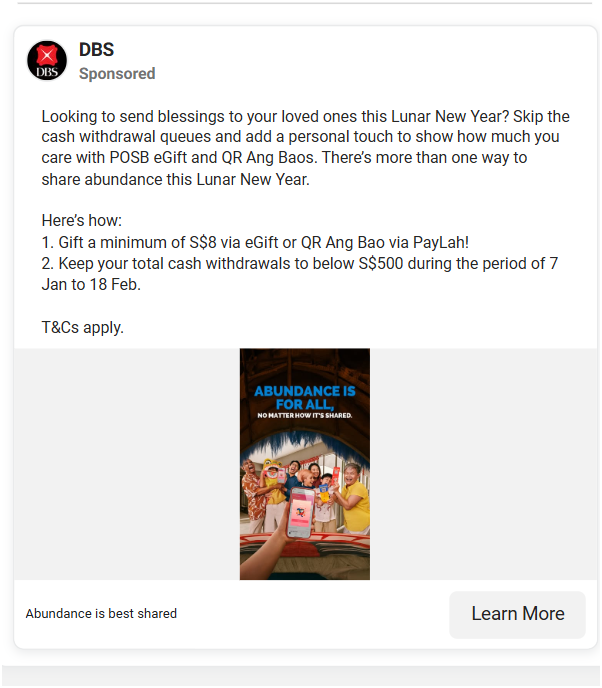 DBS
DBS
Sponsored
Looking to send blessings to your loved ones this Lunar New Year? Skip the
cash withdrawal queues and add a personal touch to show how much you
care with POSB eGift and QR Ang Baos. There’s more than one way to
share abundance this Lunar New Year.
Here’s how:
1. Gift a minimum of S$8 via eGift or QR Ang Bao via PayLah!
2. Keep your total cash withdrawals to below S$500 during the period of 7
Jan to 18 Feb.
T&Cs apply.
ABUNDANCE IS
FOR ALL,
NO MATTER HOW IT'S SHARED.
Abundance is best shared
Learn More